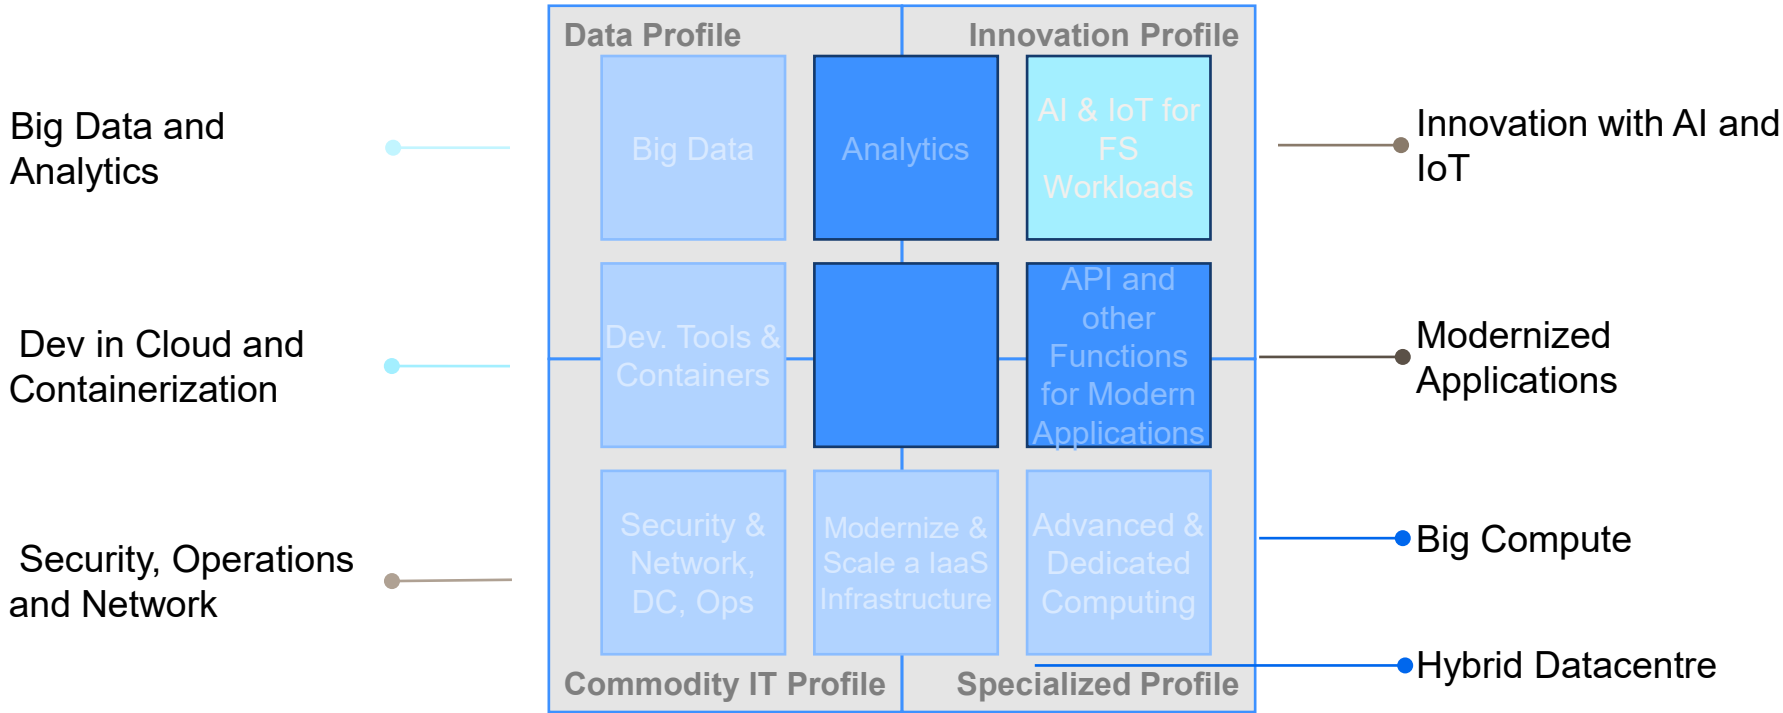 Data Profile
Innovation Profile
Big Data and
Analytics
Big Data
Analytics
AI & IoT for
FS
Workloads
Innovation with AI and
IoT
Dev in Cloud and
Containerization
Dev. Tools &
Containers
API and
other
Functions
for Modern
Applications
Modernized
Applications
Security, Operations
and Network
Security &
Network,
DC, Ops
Modernize &
Scale a IaaS
Infrastructure
Advanced &
Dedicated
Computing
Big Compute
Hybrid Datacentre
Commodity IT Profile
Specialized Profile